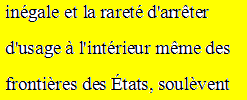 inégale et la rareté d'arrêter
d'usage à l'intérieur même des
frontières des États, soulèvent